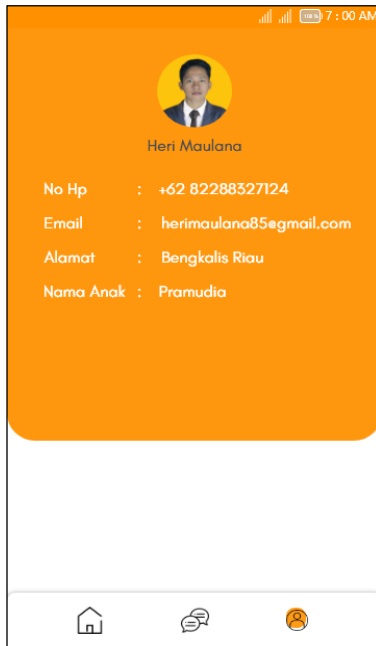 7 : 00 AM
Heri Maulana
No Hp : +62 82288327124
Email : herimaulana85@gmail.com
Alamat : Bengkalis Riau
Nama Anak : Pramudia